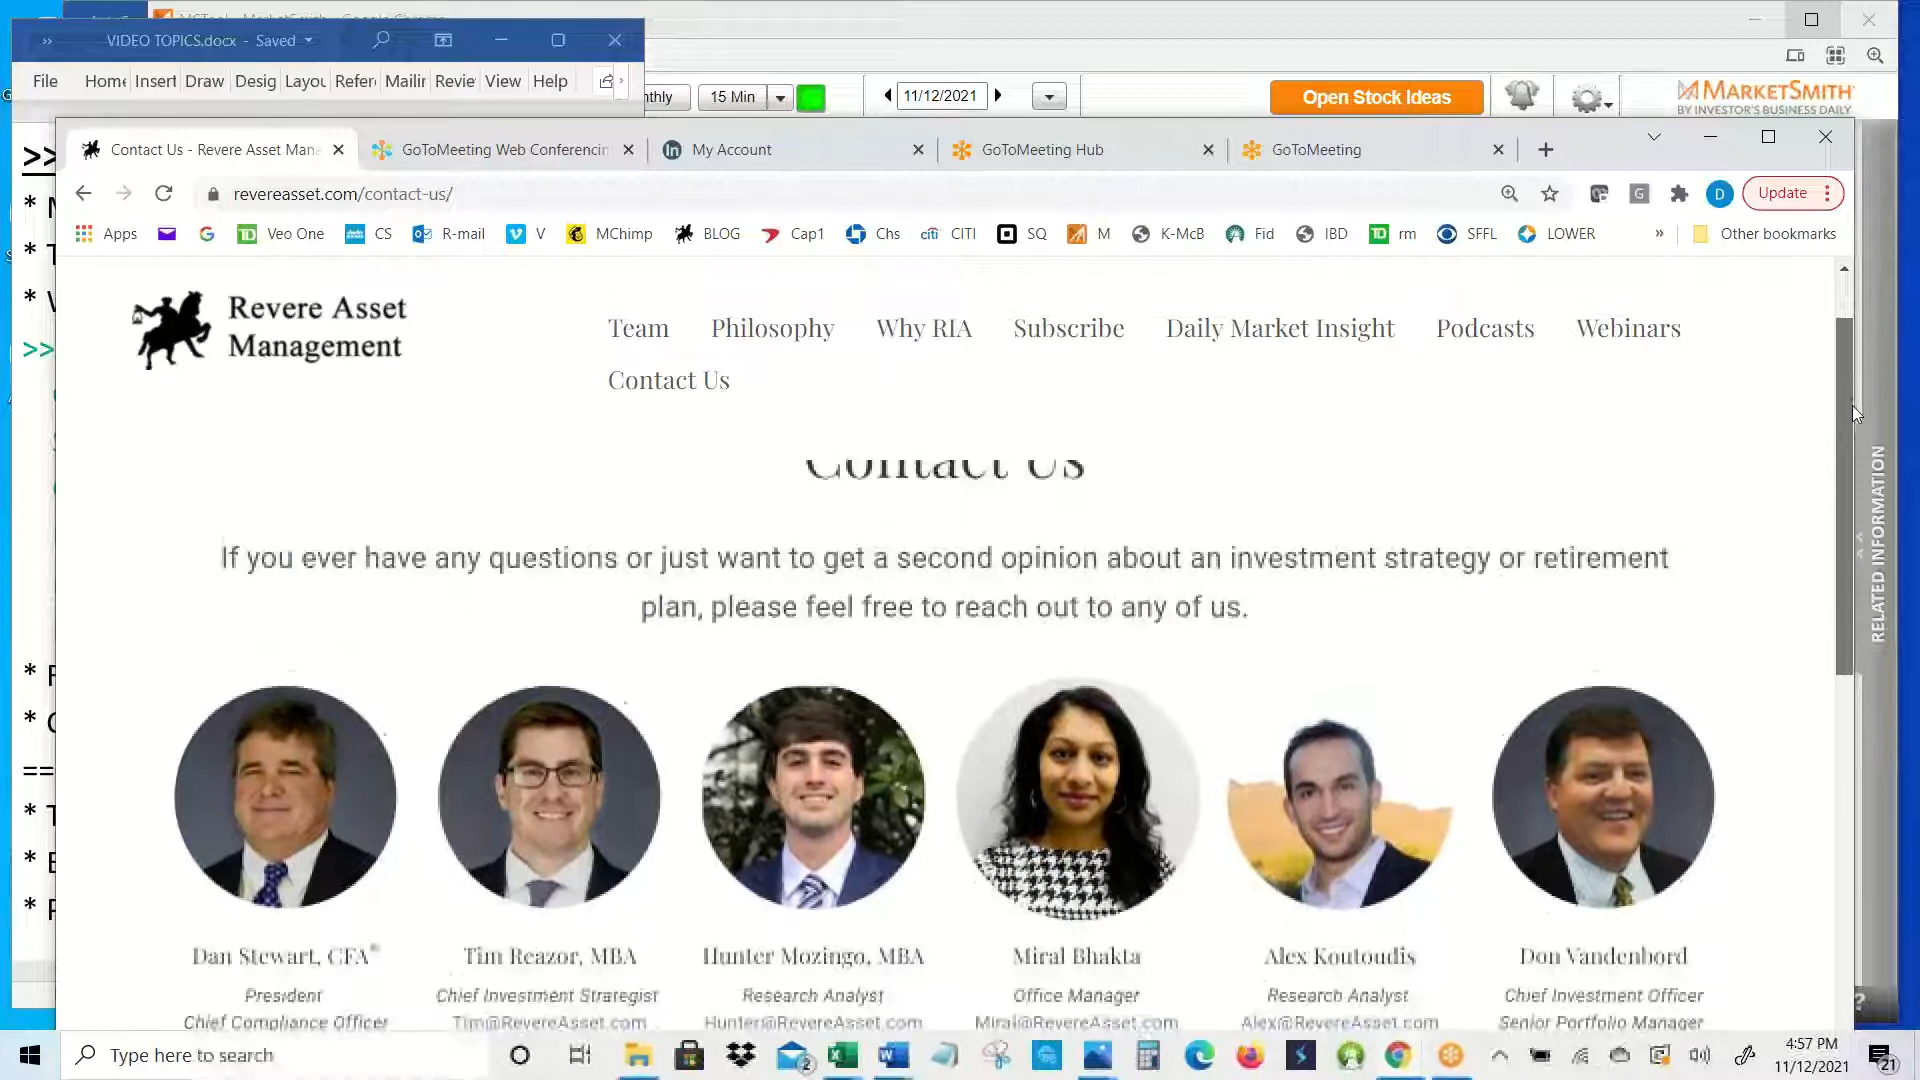 VIDEO TOPICS.docx - Saved
File Home Insert Draw Desig Layou Refer Mailin Revie View Help
nthly 15 Min 11/12/2021 Open Stock Ideas
MARKETSMITH
BY INVESTOR'S BUSINESS DAILY
Contact Us - Revere Asset Mana
GoToMeeting Web Conferencin
My Account
GoToMeeting Hub
GoToMeeting
revereasset.com/contact-us/
D Update
Apps Veo One CS R-mail V MChimp BLOG Cap1 Chs CITI SQ M K-McB Fid IBD rm SFFL LOWER » Other bookmarks
Revere Asset
Management
Team Philosophy Why RIA Subscribe Daily Market Insight Podcasts Webinars
Contact Us
Contact Us
If you ever have any questions or just want to get a second opinion about an investment strategy or retirement
plan, please feel free to reach out to any of us.
Dan Stewart, CFA®
President
Chief Compliance Officer
Tim Reazor, MBA
Chief Investment Strategist
Tim@RevereAsset.com
Hunter Mozingo, MBA
Research Analyst
Hunter@RevereAsset.com
Miral Bhakta
Office Manager
Miral@RevereAsset.com
Alex Koutoudis
Research Analyst
Alex@RevereAsset.com
Don Vandenbord
Chief Investment Officer
Senior Portfolio Manager
RELATED INFORMATION
Type here to search
4:57 PM
11/12/2021
21